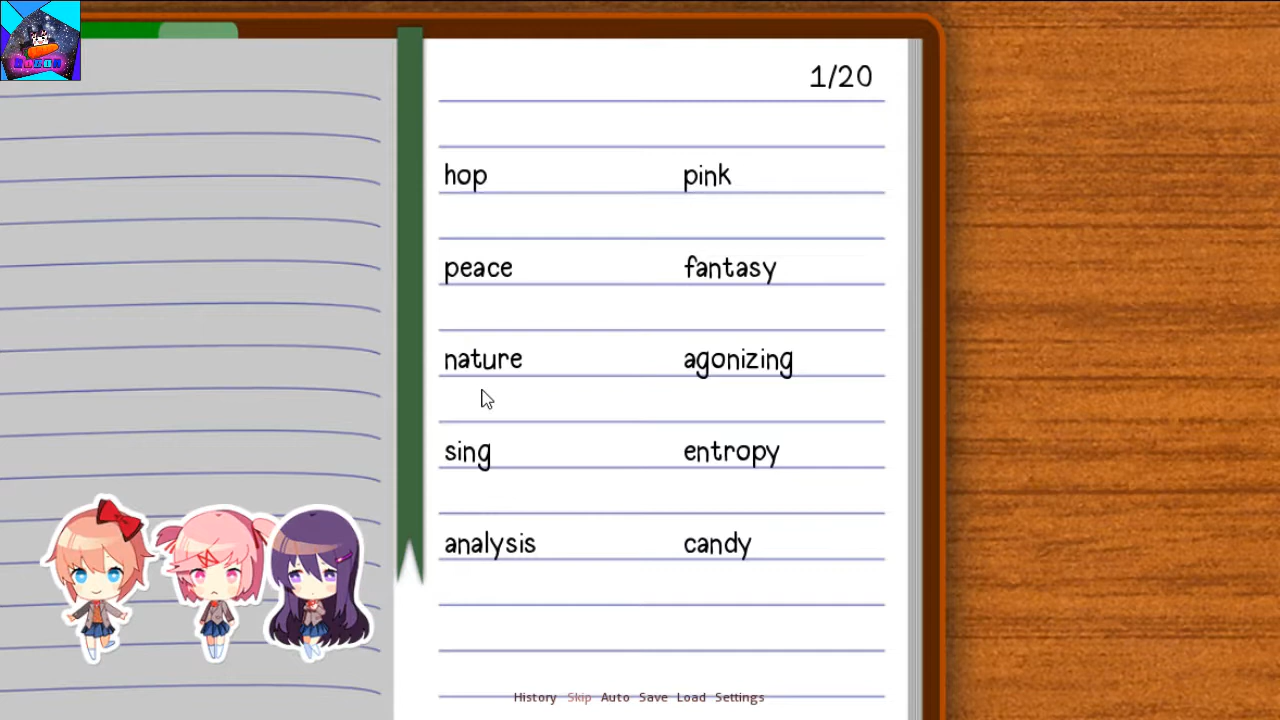 1/20
hop pink
peace fantasy
nature agonizing
sing entropy
analysis candy
History Skip Auto Save Load Settings